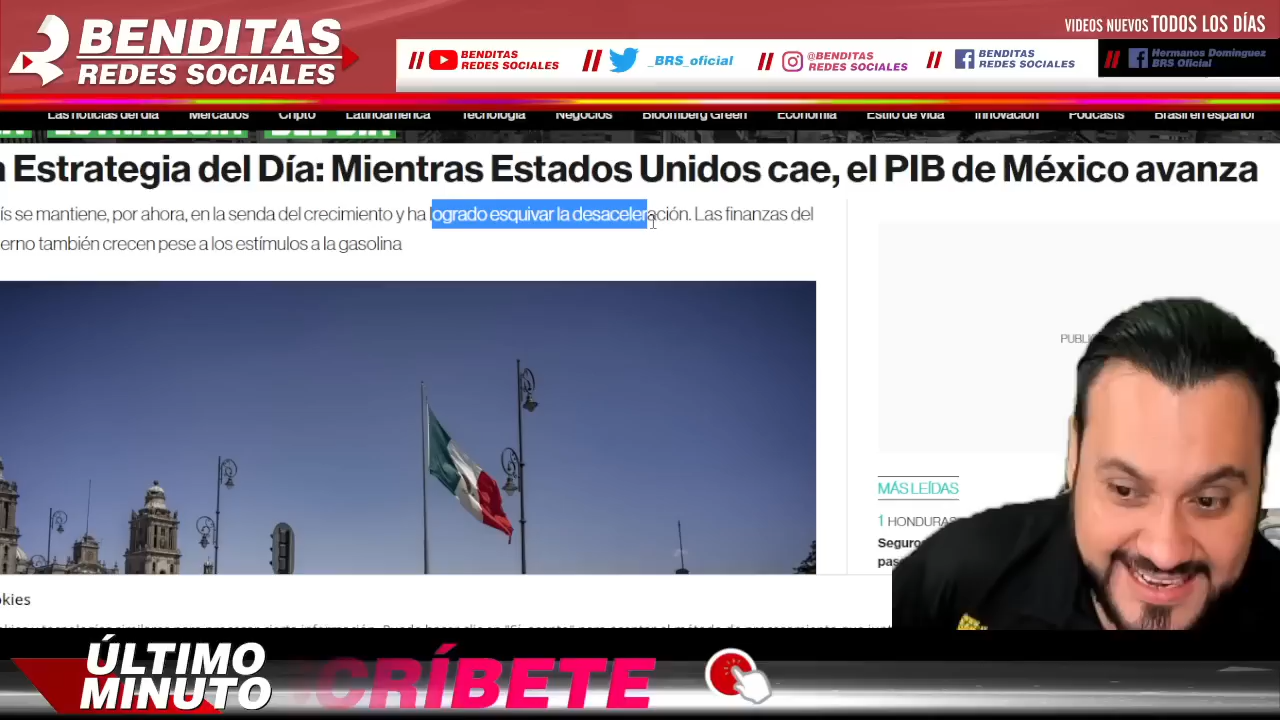 BENDITAS
REDES SOCIALES
VIDEOS NUEVOS TODOS LOS DÍAS
// BENDITAS
REDES SOCIALES
// _BRS_oficial
// @BENDITAS
REDES SOCIALES
// BENDITAS
REDES SOCIALES
// Hermanos Domínguez
BRS Oficial
Las noticias del día Mercados Cripto Latinoamérica Tecnología Negocios Bloomberg Green Economía Estilo de vida Innovación Podcasts Brasil en español
Estrategia del Día: Mientras Estados Unidos cae, el PIB de México avanza
ís se mantiene, por ahora, en la senda del crecimiento y ha logrado esquivar la desaceleración. Las finanzas del
erno también crecen pese a los estímulos a la gasolina
MÁS LEÍDAS
1 HONDURAS
Seguro
okies
ÚLTIMO
MINUTO
CRÍBETE